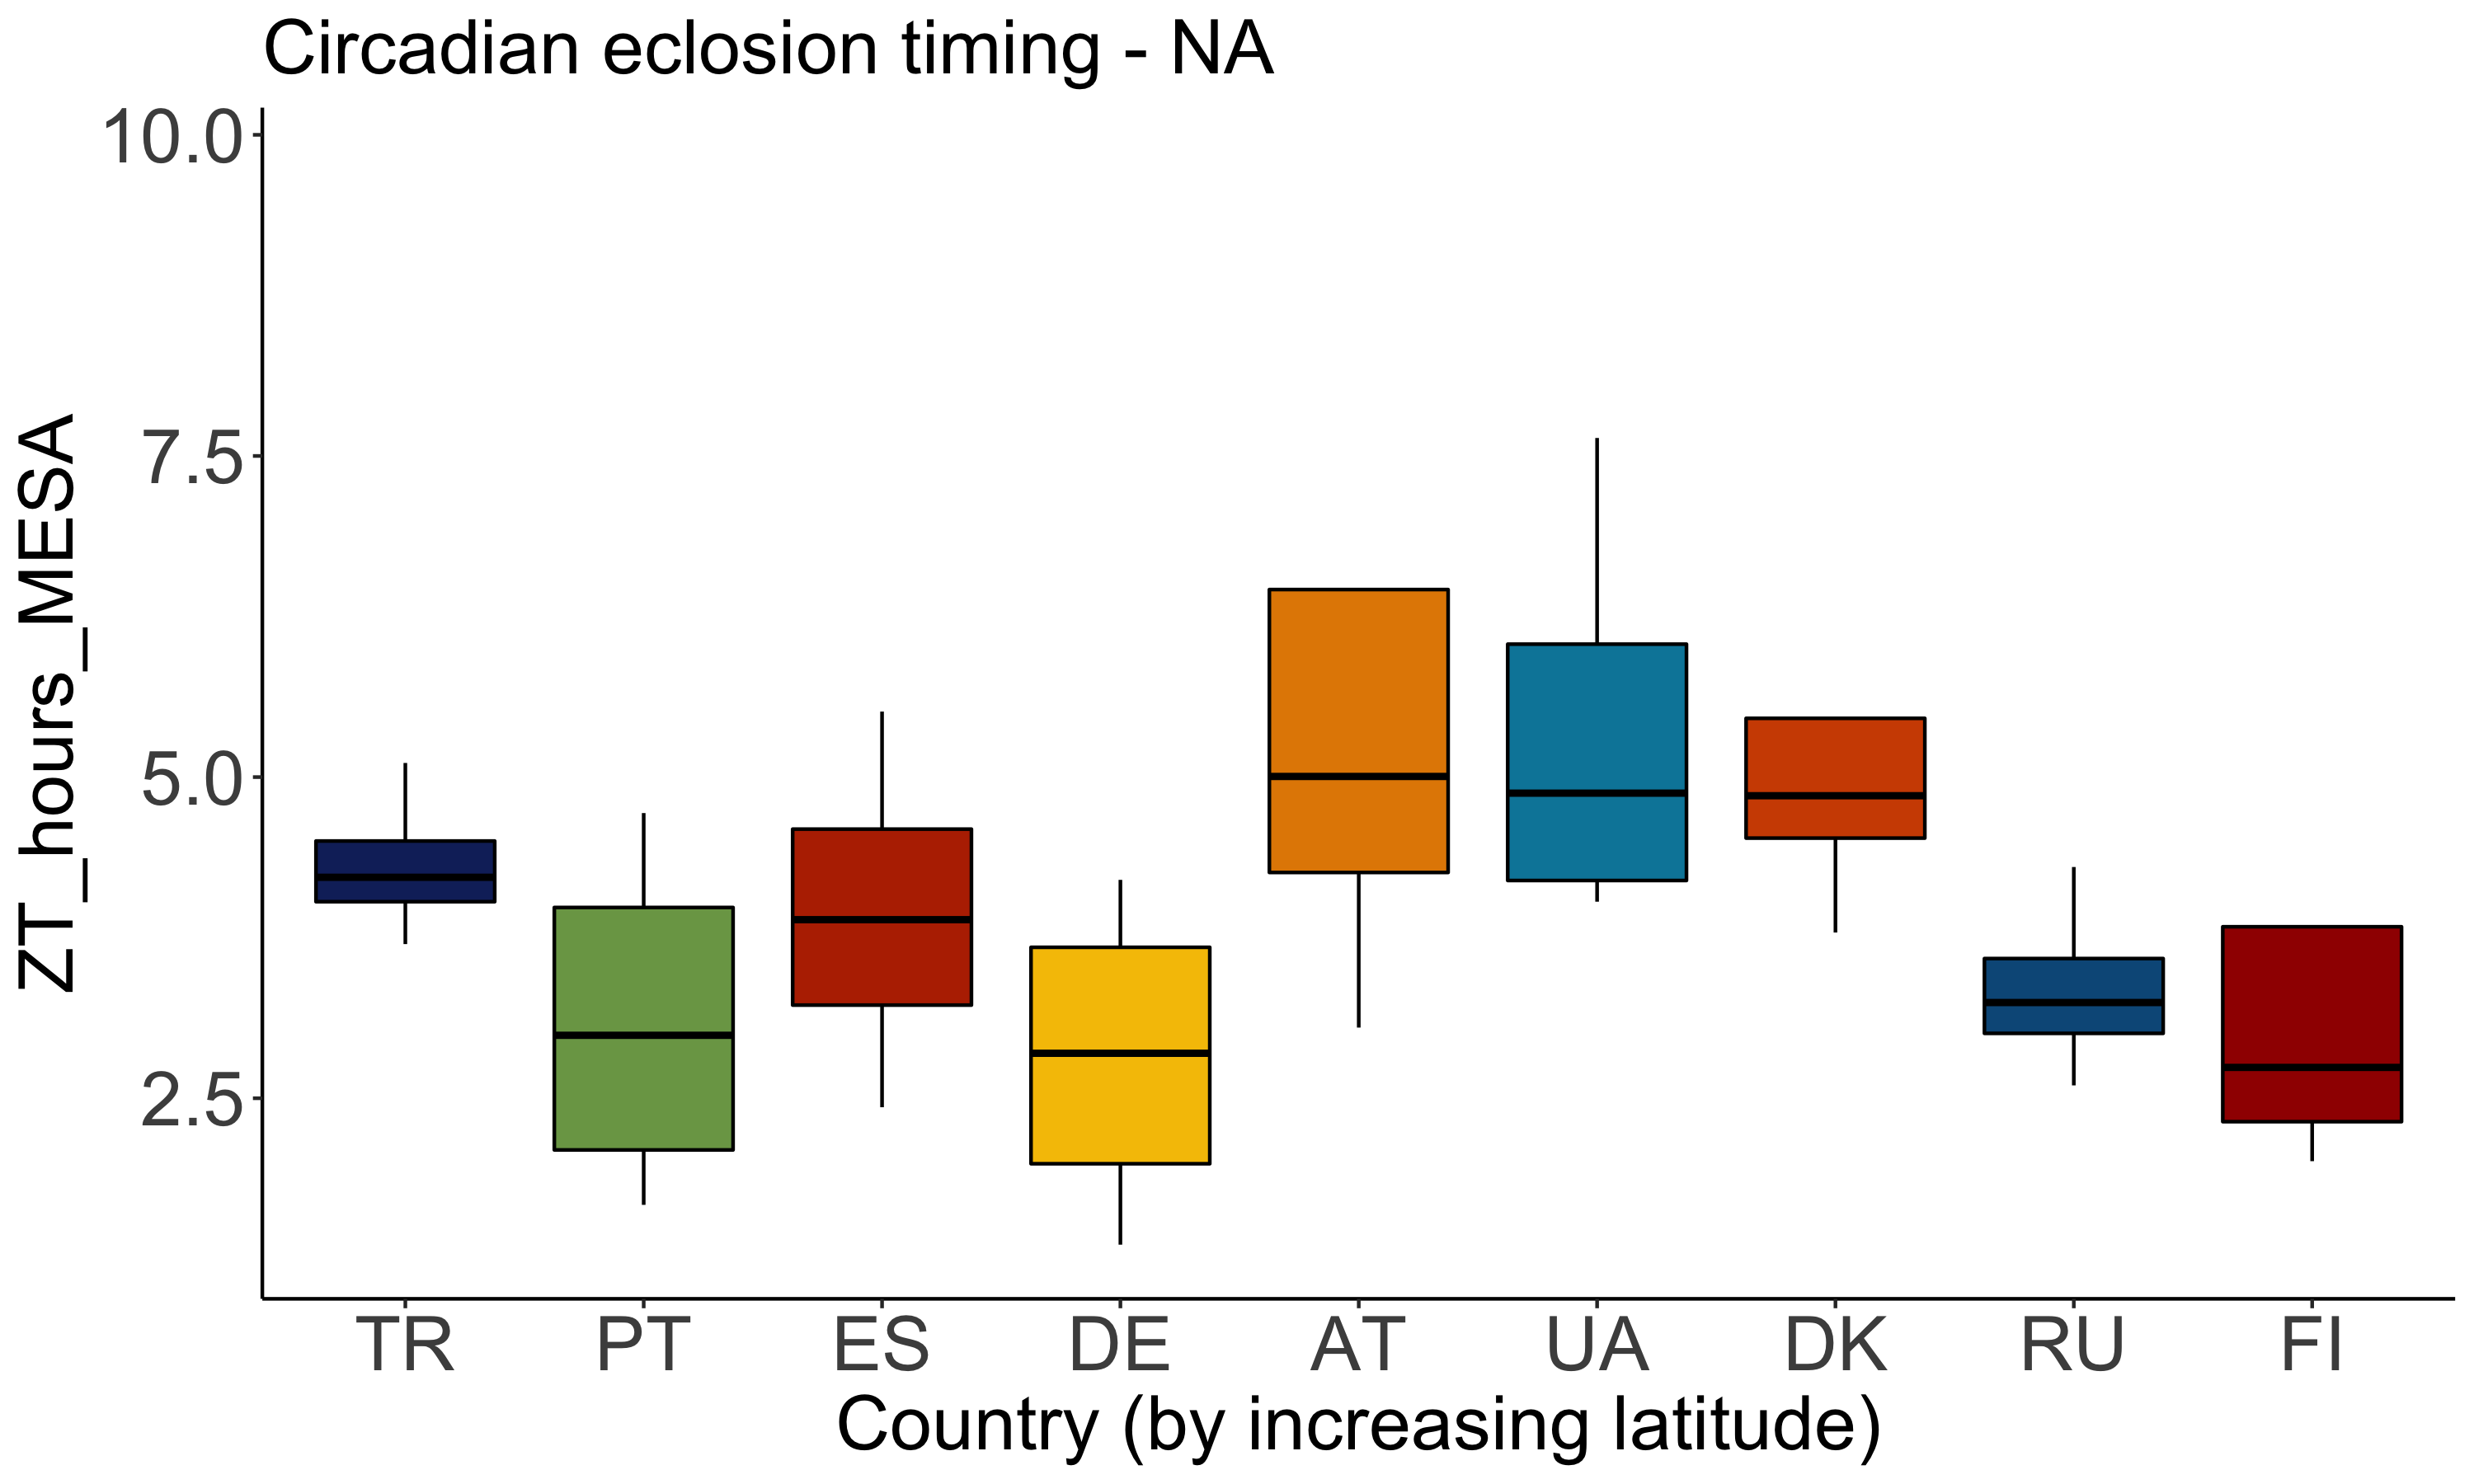 Circadian eclosion timing - NA
ZT_hours_MESA
10.0
7.5
5.0
2.5
TR PT ES DE AT UA DK RU FI
Country (by increasing latitude)